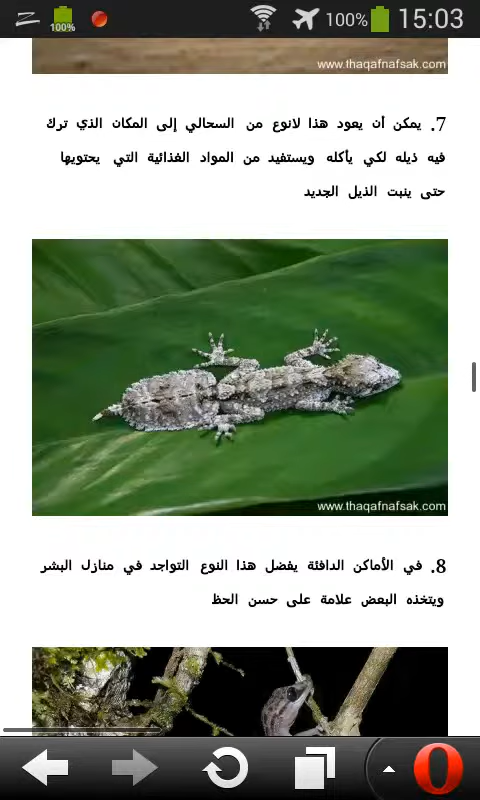 100%
100%
15:03
www.thaqafnafsak.com
7. يمكن أن يعود هذا لانوع من السحالي إلى المكان الذي ترك
فيه ذيله لكي يأكله ويستفيد من المواد الغذائية التي يحتويها
حتى ينبت الذيل الجديد
www.thaqafnafsak.com
8. في الأماكن الدافئة يفضل هذا النوع التواجد في منازل البشر
ويتخذه البعض علامة على حسن الحظ